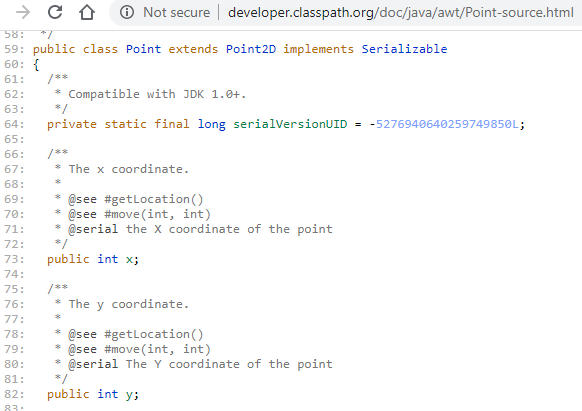 Not secure | developer.classpath.org/doc/java/awt/Point-source.html
58: */
59: public class Point extends Point2D implements Serializable
60: {
61: /**
62: * Compatible with JDK 1.0+.
63: */
64: private static final long serialVersionUID = -5276940640259749850L;
65:
66: /**
67: * The x coordinate.
68: *
69: * @see #getLocation()
70: * @see #move(int, int)
71: * @serial the X coordinate of the point
72: */
73: public int x;
74:
75: /**
76: * The y coordinate.
77: *
78: * @see #getLocation()
79: * @see #move(int, int)
80: * @serial The Y coordinate of the point
81: */
82: public int y;
83: